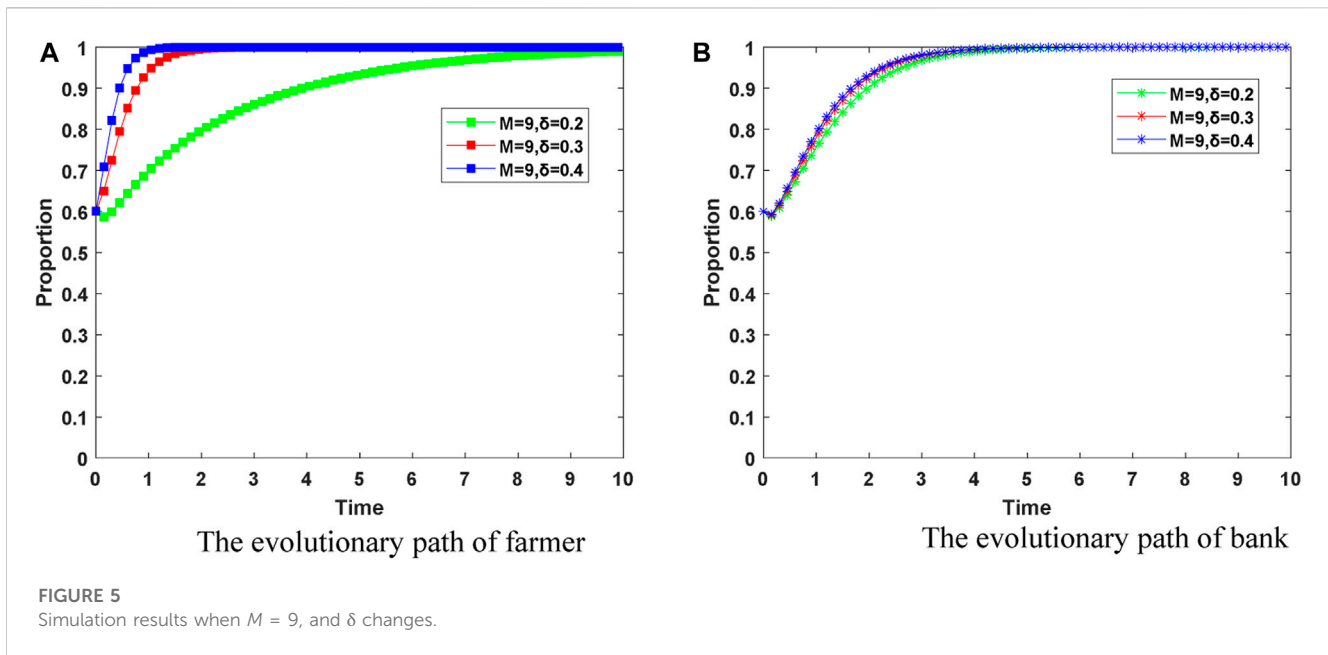 A
1
0.9
0.8
0.7
0.6
0.5
0.4
0.3
0.2
0.1
0
Proportion
M=9,δ=0.2
M=9,δ=0.3
M=9,δ=0.4
0 1 2 3 4 5 6 7 8 9 10
Time
The evolutionary path of farmer
B
1
0.9
0.8
0.7
0.6
0.5
0.4
0.3
0.2
0.1
0
Proportion
M=9,δ=0.2
M=9,δ=0.3
M=9,δ=0.4
0 1 2 3 4 5 6 7 8 9 10
Time
The evolutionary path of bank
FIGURE 5
Simulation results when M = 9, and δ changes.